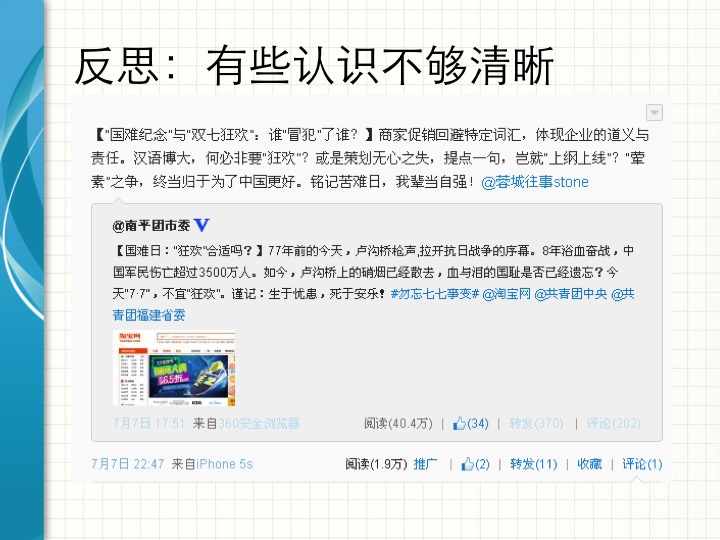 反思：有些认识不够清晰
【"国难纪念"与"双七狂欢"：谁"冒犯"了谁？】商家促销回避特定词汇，体现企业的道义与
责任。汉语博大，何必非要"狂欢"？或是策划无心之失，提点一句，岂就"上纲上线"？"荤
素"之争，终当归于为了中国更好。铭记苦难日，我辈当自强！@蓉城往事stone
@南平团市委
【国难日："狂欢"合适吗？】77年前的今天，卢沟桥枪声,拉开抗日战争的序幕。8年浴血奋战，中
国军民伤亡超过3500万人。如今，卢沟桥上的硝烟已经散去，血与泪的国耻是否已经遗忘？今
天"7·7"，不宜"狂欢"。谨记：生于忧患，死于安乐！#勿忘七七事变# @淘宝网 @共青团中央 @共
青团福建省委
淘宝网
7月7日 17:51 来自360安全浏览器 阅读(40.4万) | (34) | 转发(370) | 评论(202)
7月7日 22:47 来自iPhone 5s 阅读(1.9万) 推广 | (2) | 转发(11) | 收藏 | 评论(1)